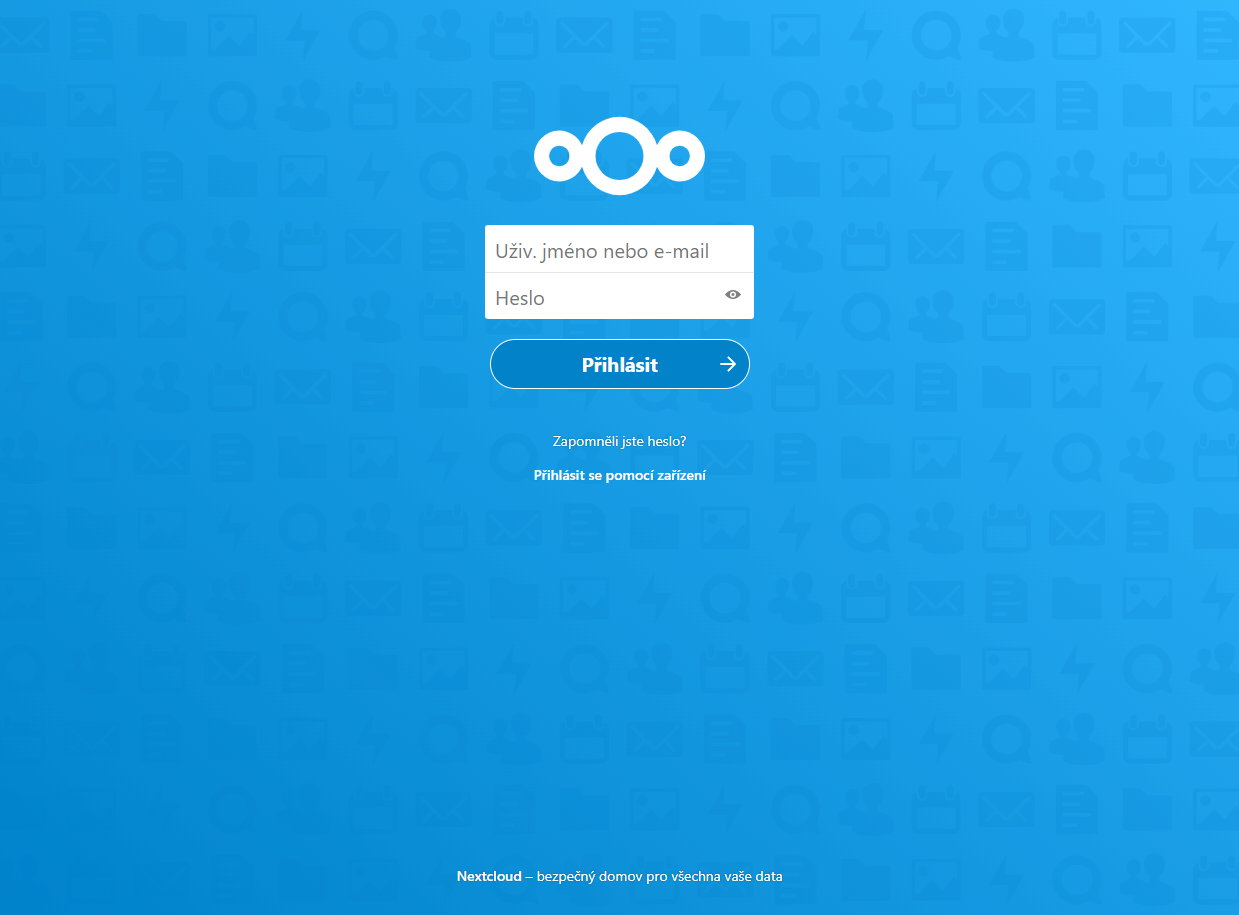 Uživ. jméno nebo e-mail
Heslo
Přihlásit
Zapomněli jste heslo?
Přihlásit se pomocí zařízení
Nextcloud – bezpečný domov pro všechna vaše data